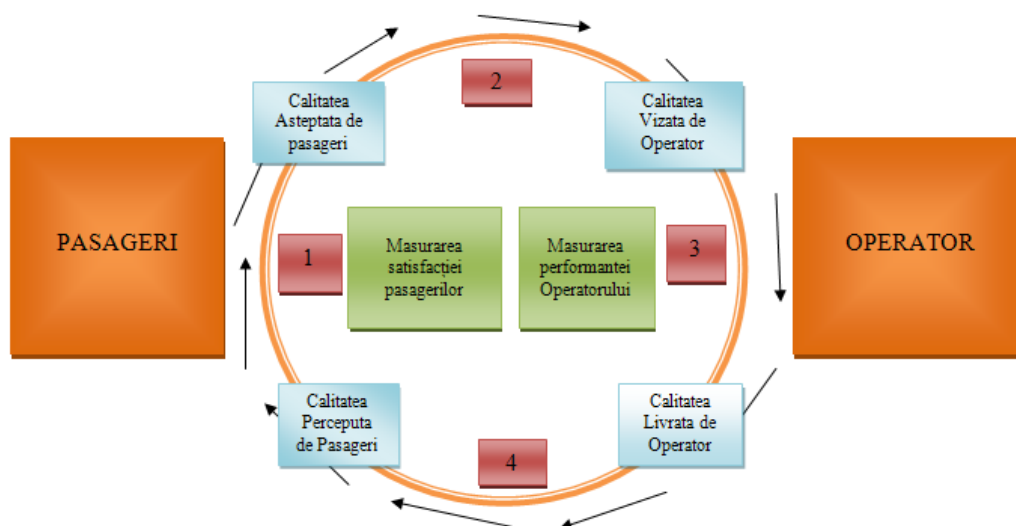 2
Calitatea
Asteptata de
pasageri
Calitatea
Vizata de
Operator
PASAGERI
1
Masurarea
satisfacției
pasagerilor
Masurarea
performantei
Operatorului
3
OPERATOR
Calitatea
Perceputa
de Pasageri
4
Calitatea
Livrata de
Operator